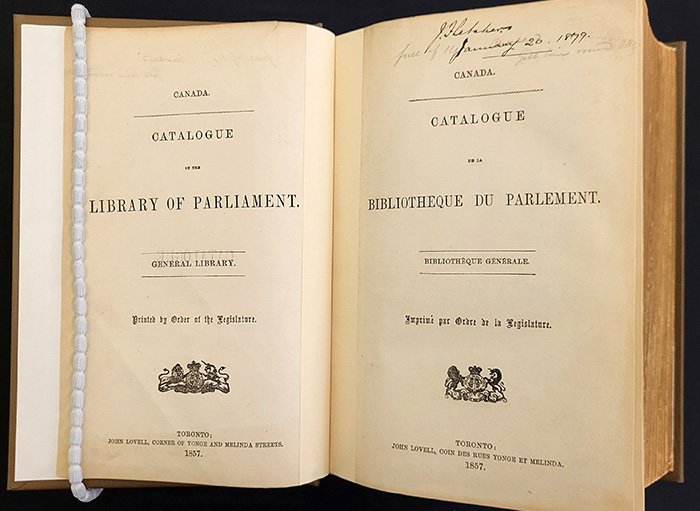 CANADA.
CATALOGUE
OF THE
LIBRARY OF PARLIAMENT.
GENERAL LIBRARY.
Printed by Order of the Legislature.
TORONTO:
JOHN LOVELL, CORNER OF YONGE AND MELINDA STREETS.
1857.
J. Fletcher
January 20. 1879.
CANADA.
CATALOGUE
DE LA
BIBLIOTHEQUE DU PARLEMENT.
BIBLIOTHÈQUE GÉNÉRALE.
Imprimé par Ordre de la Legislature.
TORONTO:
JOHN LOVELL, COIN DES RUES YONGE ET MELINDA.
1857.